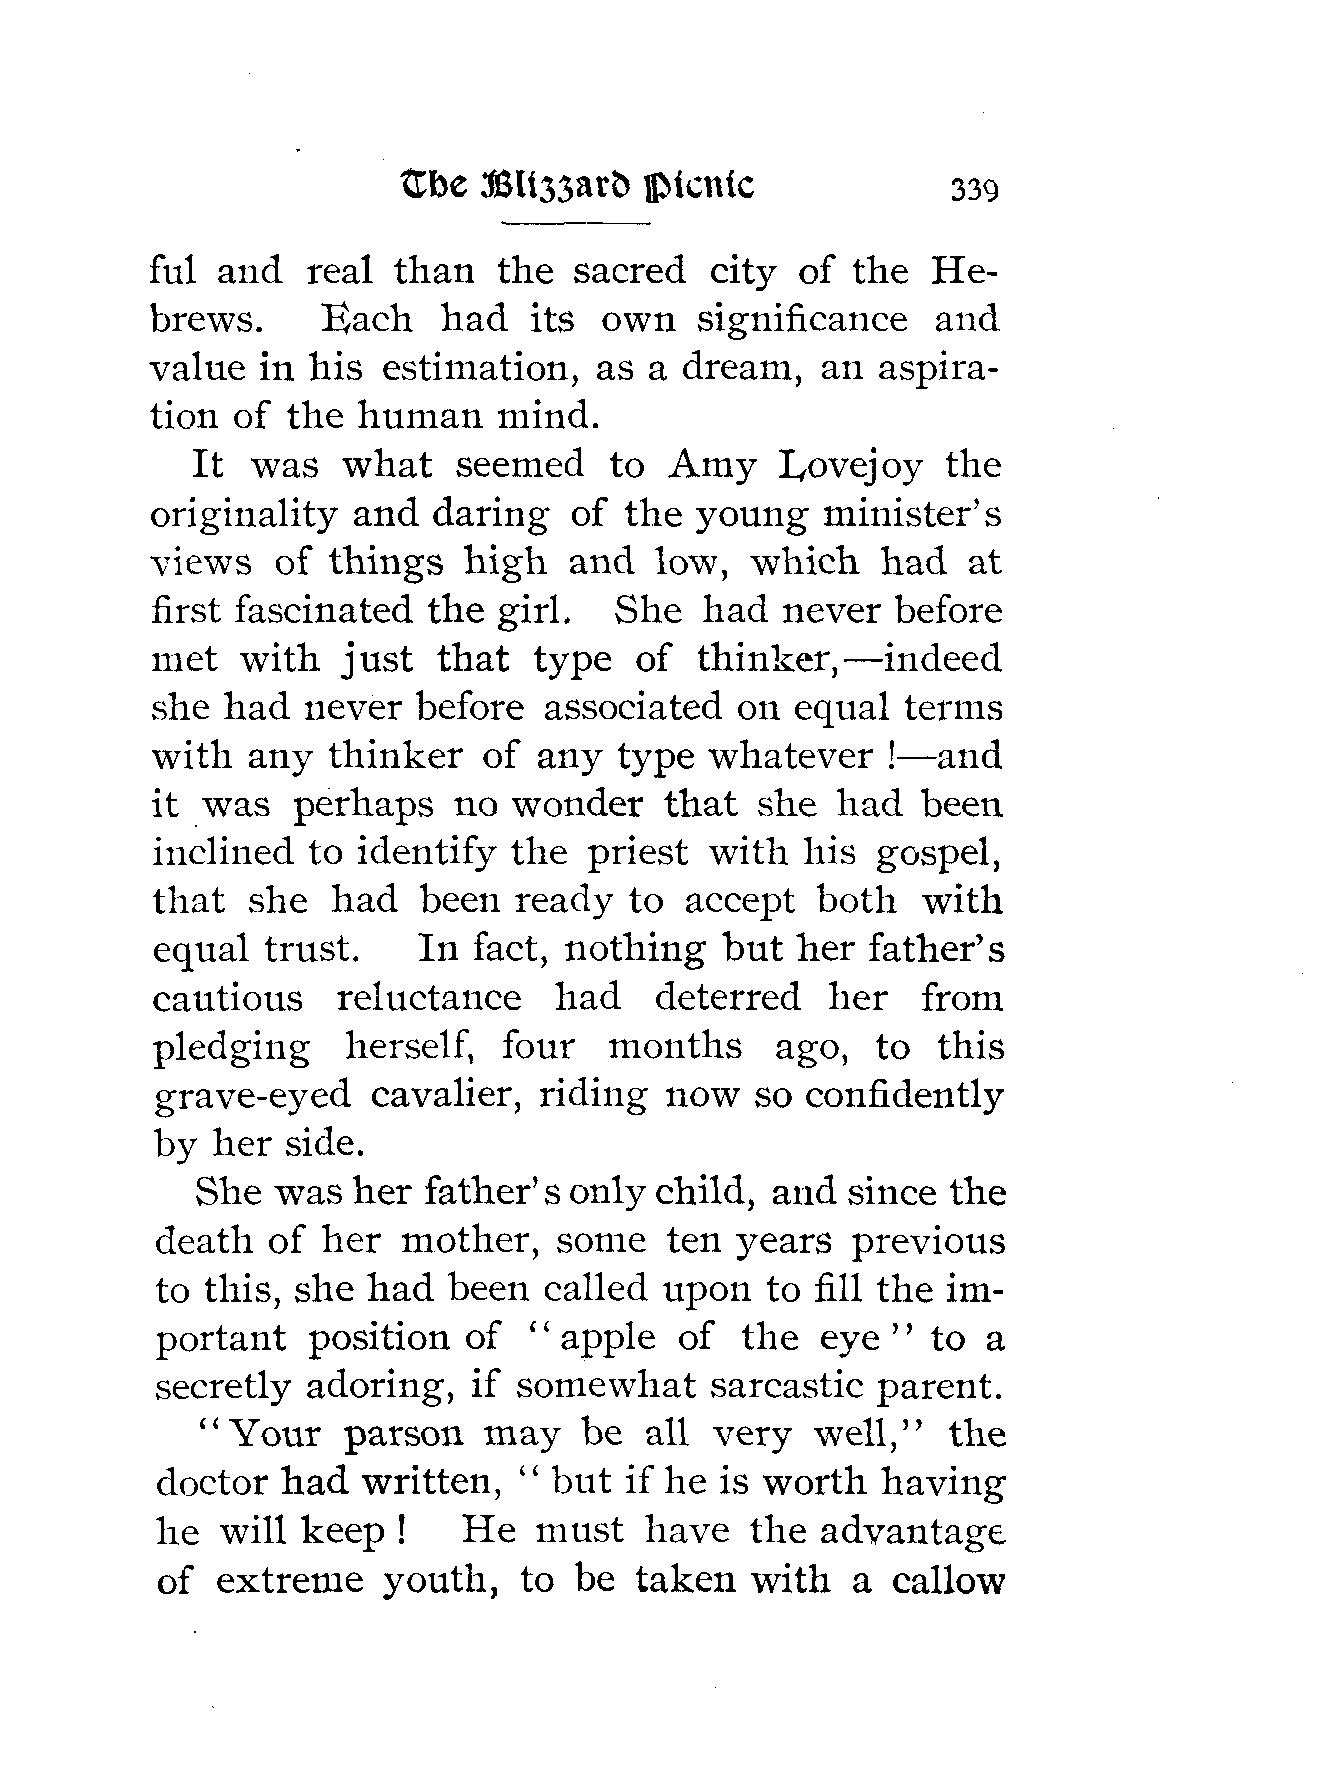 The Blizzard Picnic 339
ful and real than the sacred city of the He-
brews. Each had its own significance and
value in his estimation, as a dream, an aspira-
tion of the human mind.
It was what seemed to Amy Lovejoy the
originality and daring of the young minister's
views of things high and low, which had at
first fascinated the girl. She had never before
met with just that type of thinker,—indeed
she had never before associated on equal terms
with any thinker of any type whatever !—and
it was perhaps no wonder that she had been
inclined to identify the priest with his gospel,
that she had been ready to accept both with
equal trust. In fact, nothing but her father's
cautious reluctance had deterred her from
pledging herself, four months ago, to this
grave-eyed cavalier, riding now so confidently
by her side.
She was her father's only child, and since the
death of her mother, some ten years previous
to this, she had been called upon to fill the im-
portant position of " apple of the eye " to a
secretly adoring, if somewhat sarcastic parent.
" Your parson may be all very well," the
doctor had written, " but if he is worth having
he will keep ! He must have the advantage
of extreme youth, to be taken with a callow